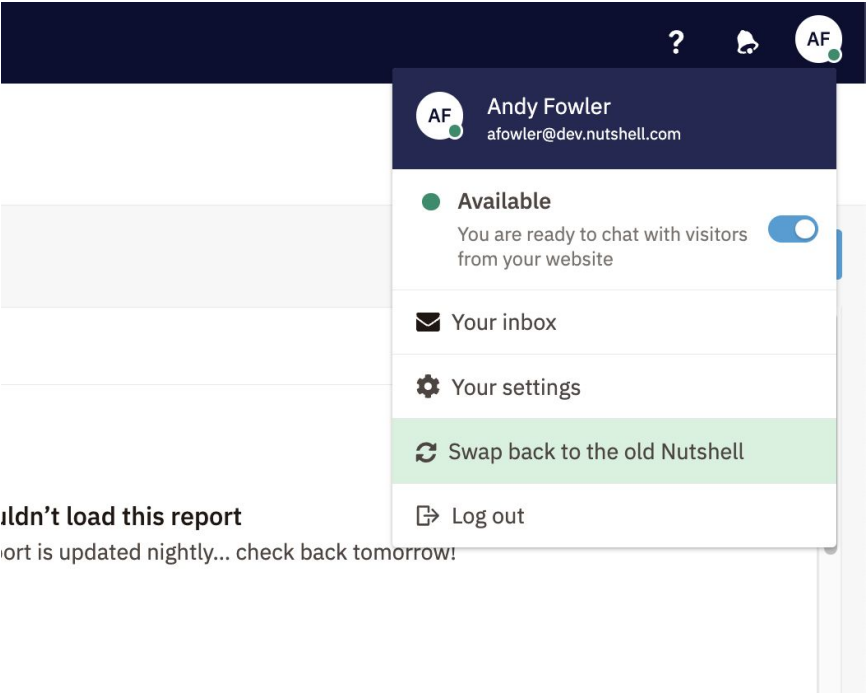 ?
AF
AF
Andy Fowler
afowler@dev.nutshell.com
Available
You are ready to chat with visitors
from your website
Your inbox
Your settings
Swap back to the old Nutshell
Log out
uldn’t load this report
ort is updated nightly... check back tomorrow!